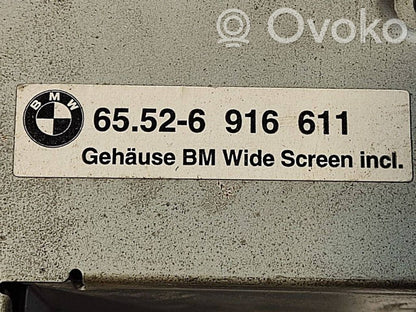 Ovoko
BMW
65.52-6 916 611
Gehäuse BM Wide Screen incl.